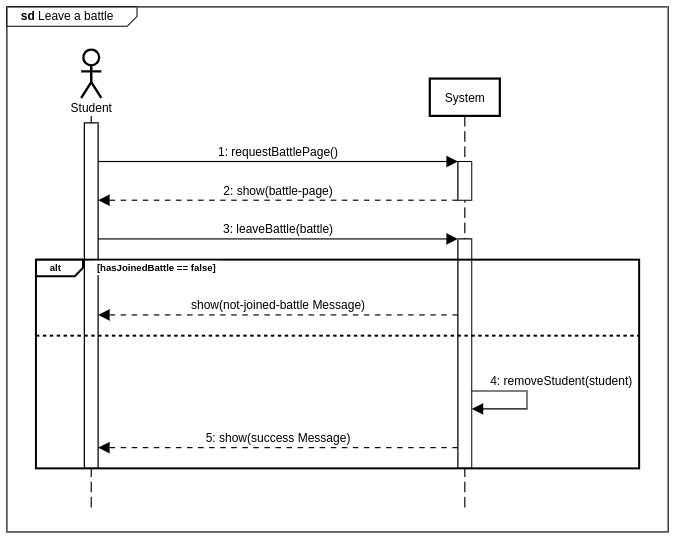 sd Leave a battle
Student
System
1: requestBattlePage()
2: show(battle-page)
3: leaveBattle(battle)
alt
[hasJoinedBattle == false]
show(not-joined-battle Message)
4: removeStudent(student)
5: show(success Message)